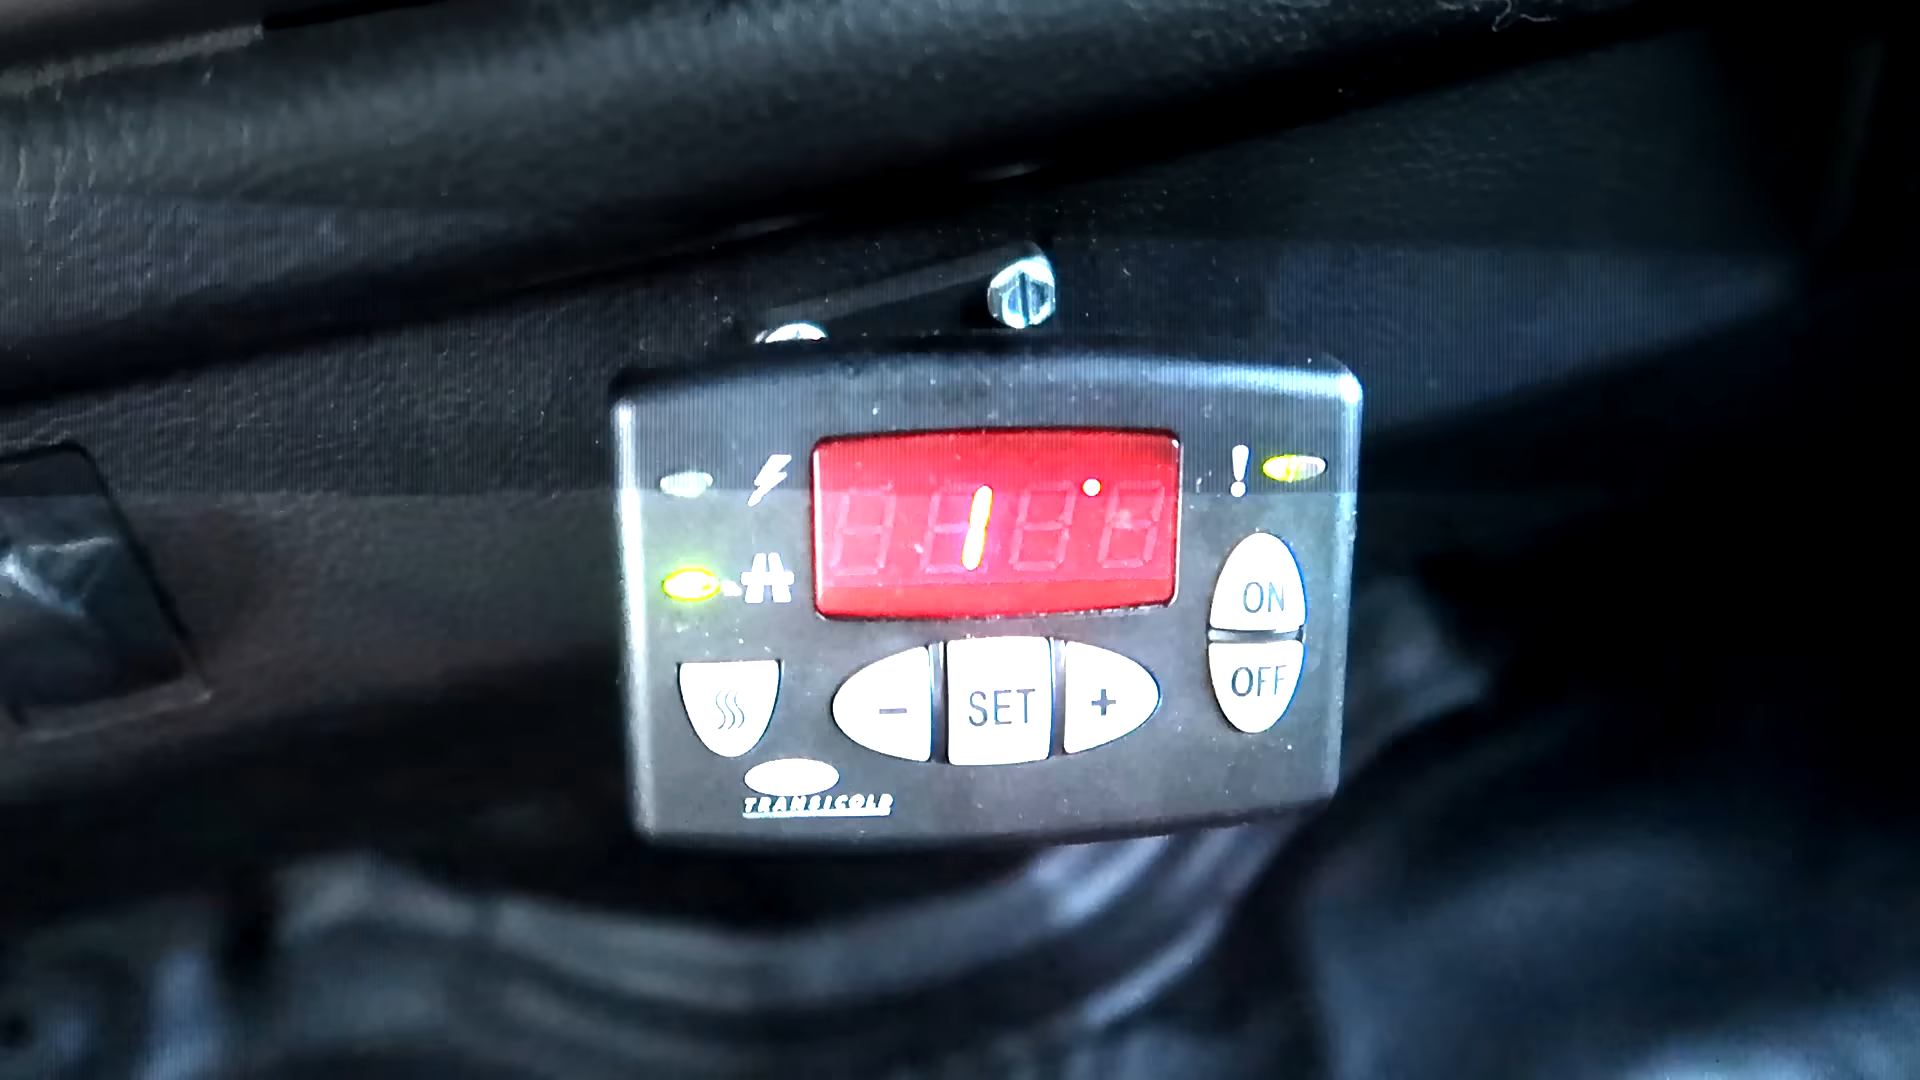 !
1
ON
OFF
- SET +
TRANSICOLD